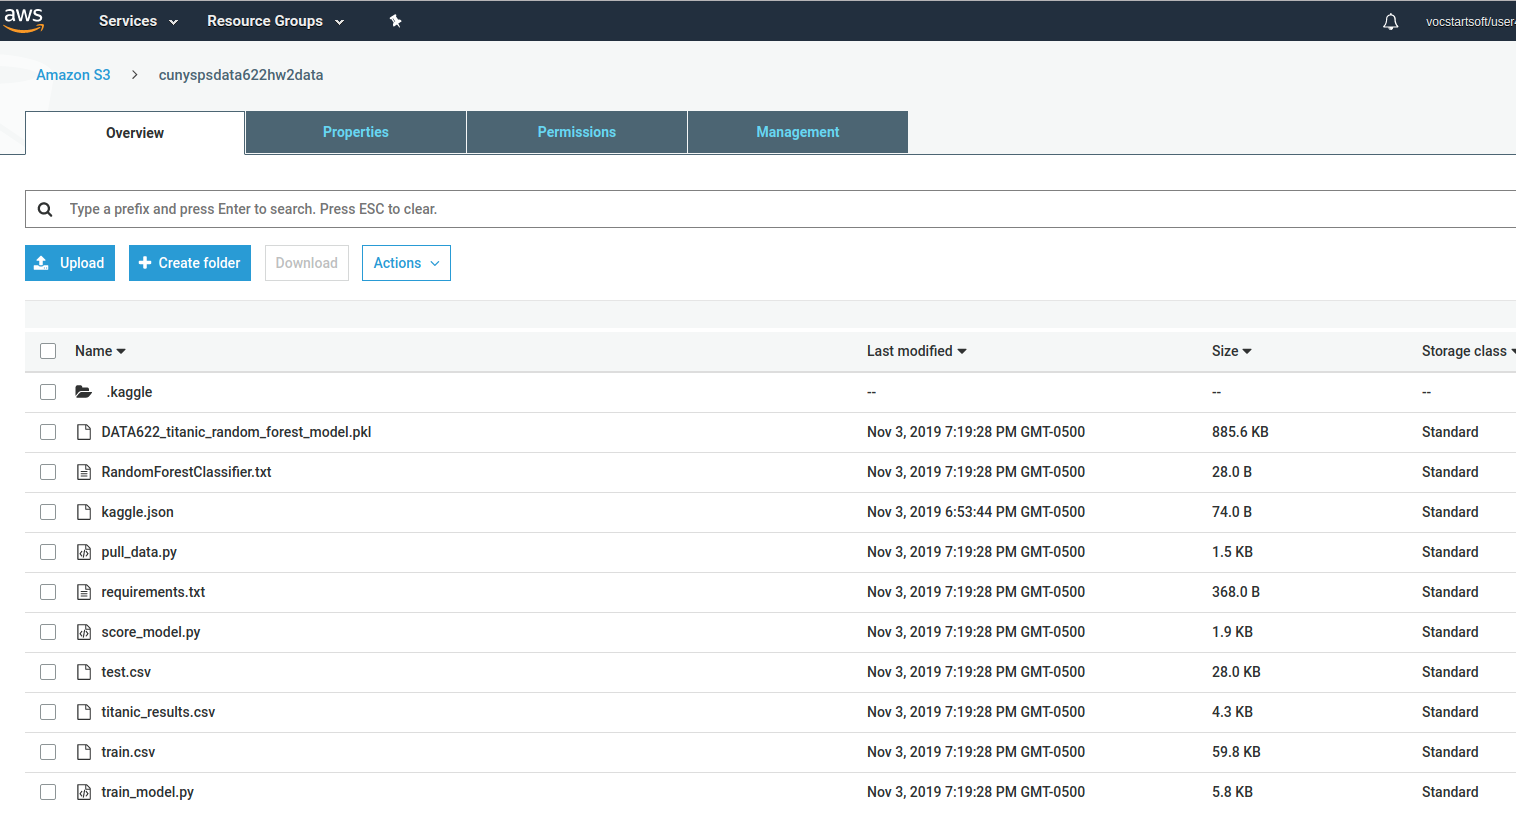 aws Services Resource Groups vocstartsoft/user
Amazon S3 > cunyspsdata622hw2data
Overview Properties Permissions Management
Type a prefix and press Enter to search. Press ESC to clear.
Upload Create folder Download Actions
Name Last modified Size Storage class
.kaggle -- -- --
DATA622_titanic_random_forest_model.pkl Nov 3, 2019 7:19:28 PM GMT-0500 885.6 KB Standard
RandomForestClassifier.txt Nov 3, 2019 7:19:28 PM GMT-0500 28.0 B Standard
kaggle.json Nov 3, 2019 6:53:44 PM GMT-0500 74.0 B Standard
pull_data.py Nov 3, 2019 7:19:28 PM GMT-0500 1.5 KB Standard
requirements.txt Nov 3, 2019 7:19:28 PM GMT-0500 368.0 B Standard
score_model.py Nov 3, 2019 7:19:28 PM GMT-0500 1.9 KB Standard
test.csv Nov 3, 2019 7:19:28 PM GMT-0500 28.0 KB Standard
titanic_results.csv Nov 3, 2019 7:19:28 PM GMT-0500 4.3 KB Standard
train.csv Nov 3, 2019 7:19:28 PM GMT-0500 59.8 KB Standard
train_model.py Nov 3, 2019 7:19:28 PM GMT-0500 5.8 KB Standard